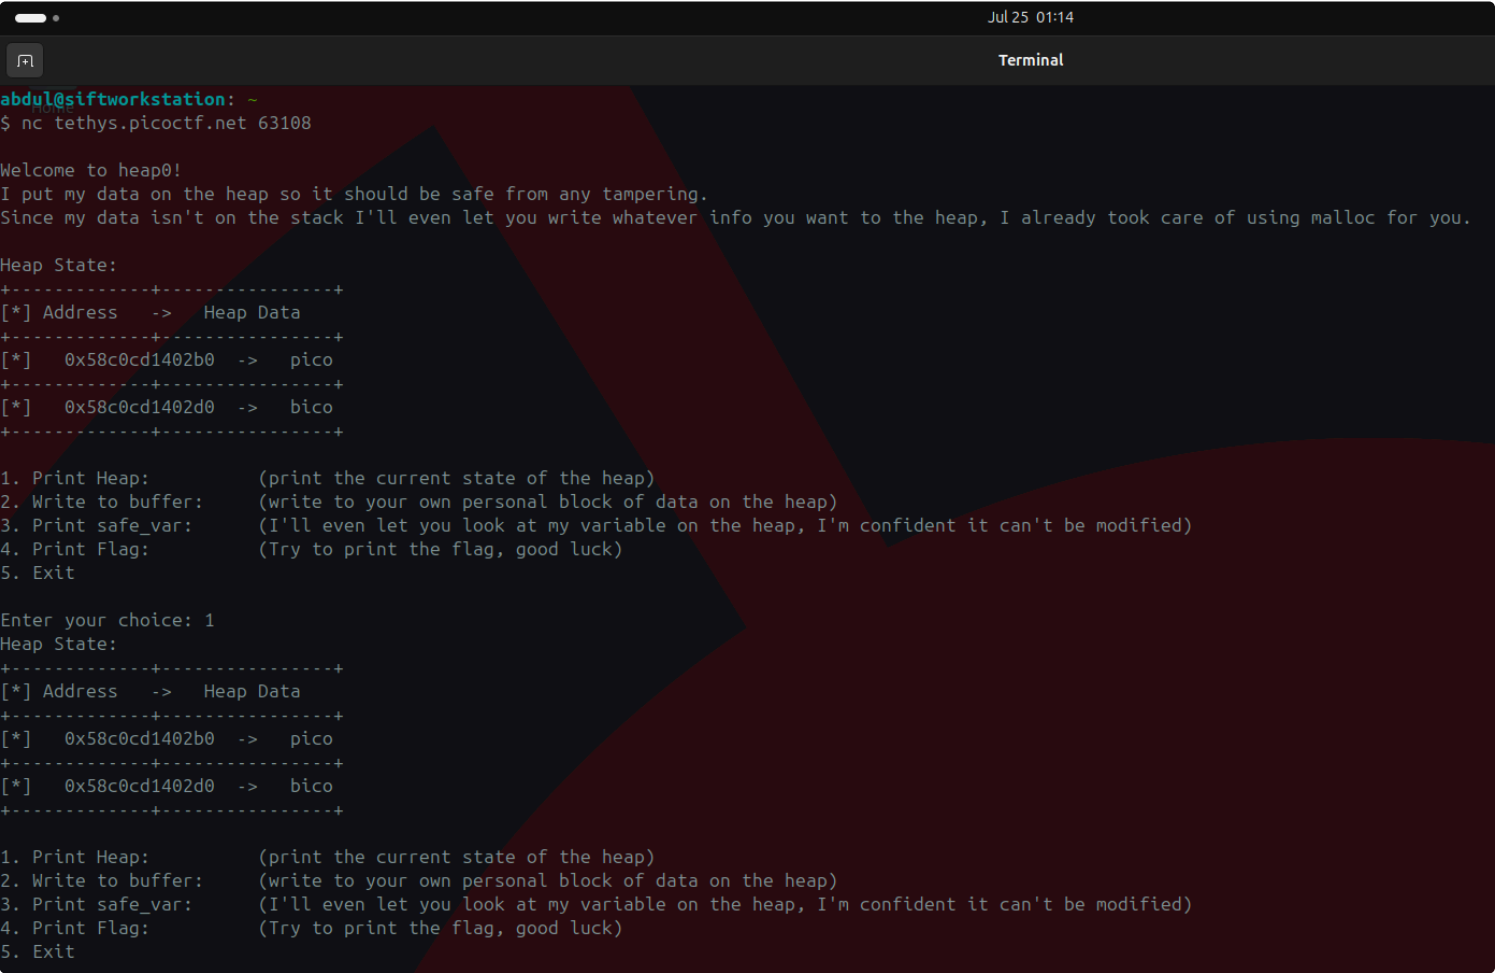 Jul 25 01:14
Terminal
abdul@siftworkstation: ~
Home
$ nc tethys.picoctf.net 63108
Welcome to heap0!
I put my data on the heap so it should be safe from any tampering.
Since my data isn't on the stack I'll even let you write whatever info you want to the heap, I already took care of using malloc for you.
Heap State:
+-------------+----------------+
[*] Address   ->   Heap Data
+-------------+----------------+
[*]   0x58c0cd1402b0  ->   pico
+-------------+----------------+
[*]   0x58c0cd1402d0  ->   bico
+-------------+----------------+
1. Print Heap:          (print the current state of the heap)
2. Write to buffer:     (write to your own personal block of data on the heap)
3. Print safe_var:      (I'll even let you look at my variable on the heap, I'm confident it can't be modified)
4. Print Flag:          (Try to print the flag, good luck)
5. Exit
Enter your choice: 1
Heap State:
+-------------+----------------+
[*] Address   ->   Heap Data
+-------------+----------------+
[*]   0x58c0cd1402b0  ->   pico
+-------------+----------------+
[*]   0x58c0cd1402d0  ->   bico
+-------------+----------------+
1. Print Heap:          (print the current state of the heap)
2. Write to buffer:     (write to your own personal block of data on the heap)
3. Print safe_var:      (I'll even let you look at my variable on the heap, I'm confident it can't be modified)
4. Print Flag:          (Try to print the flag, good luck)
5. Exit